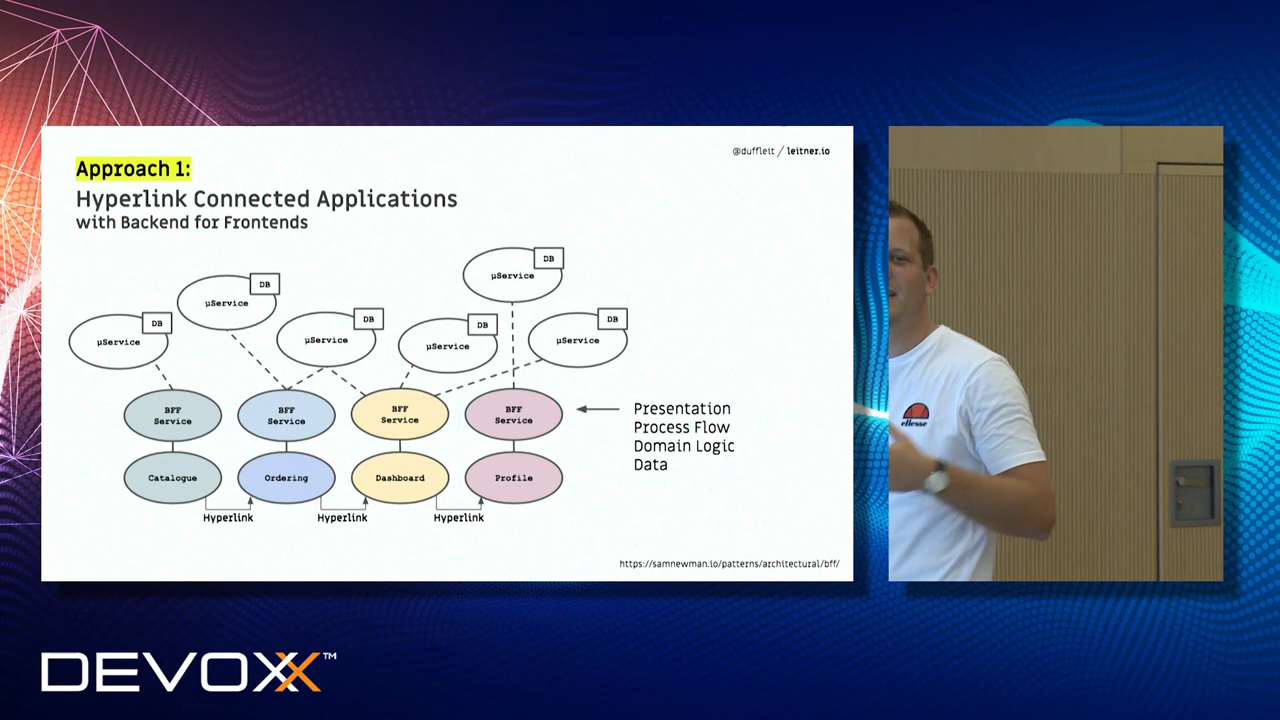 Approach 1:
@duffleit / leitner.io
Hyperlink Connected Applications
with Backend for Frontends
DB
µService
DB
µService
DB
µService
DB
µService
DB
µService
DB
µService
BFF
Service
BFF
Service
BFF
Service
BFF
Service
Presentation
Process Flow
Domain Logic
Data
Catalogue
Ordering
Dashboard
Profile
Hyperlink
Hyperlink
Hyperlink
https://samnewman.io/patterns/architectural/bff/
ellesse
DEVOXX™